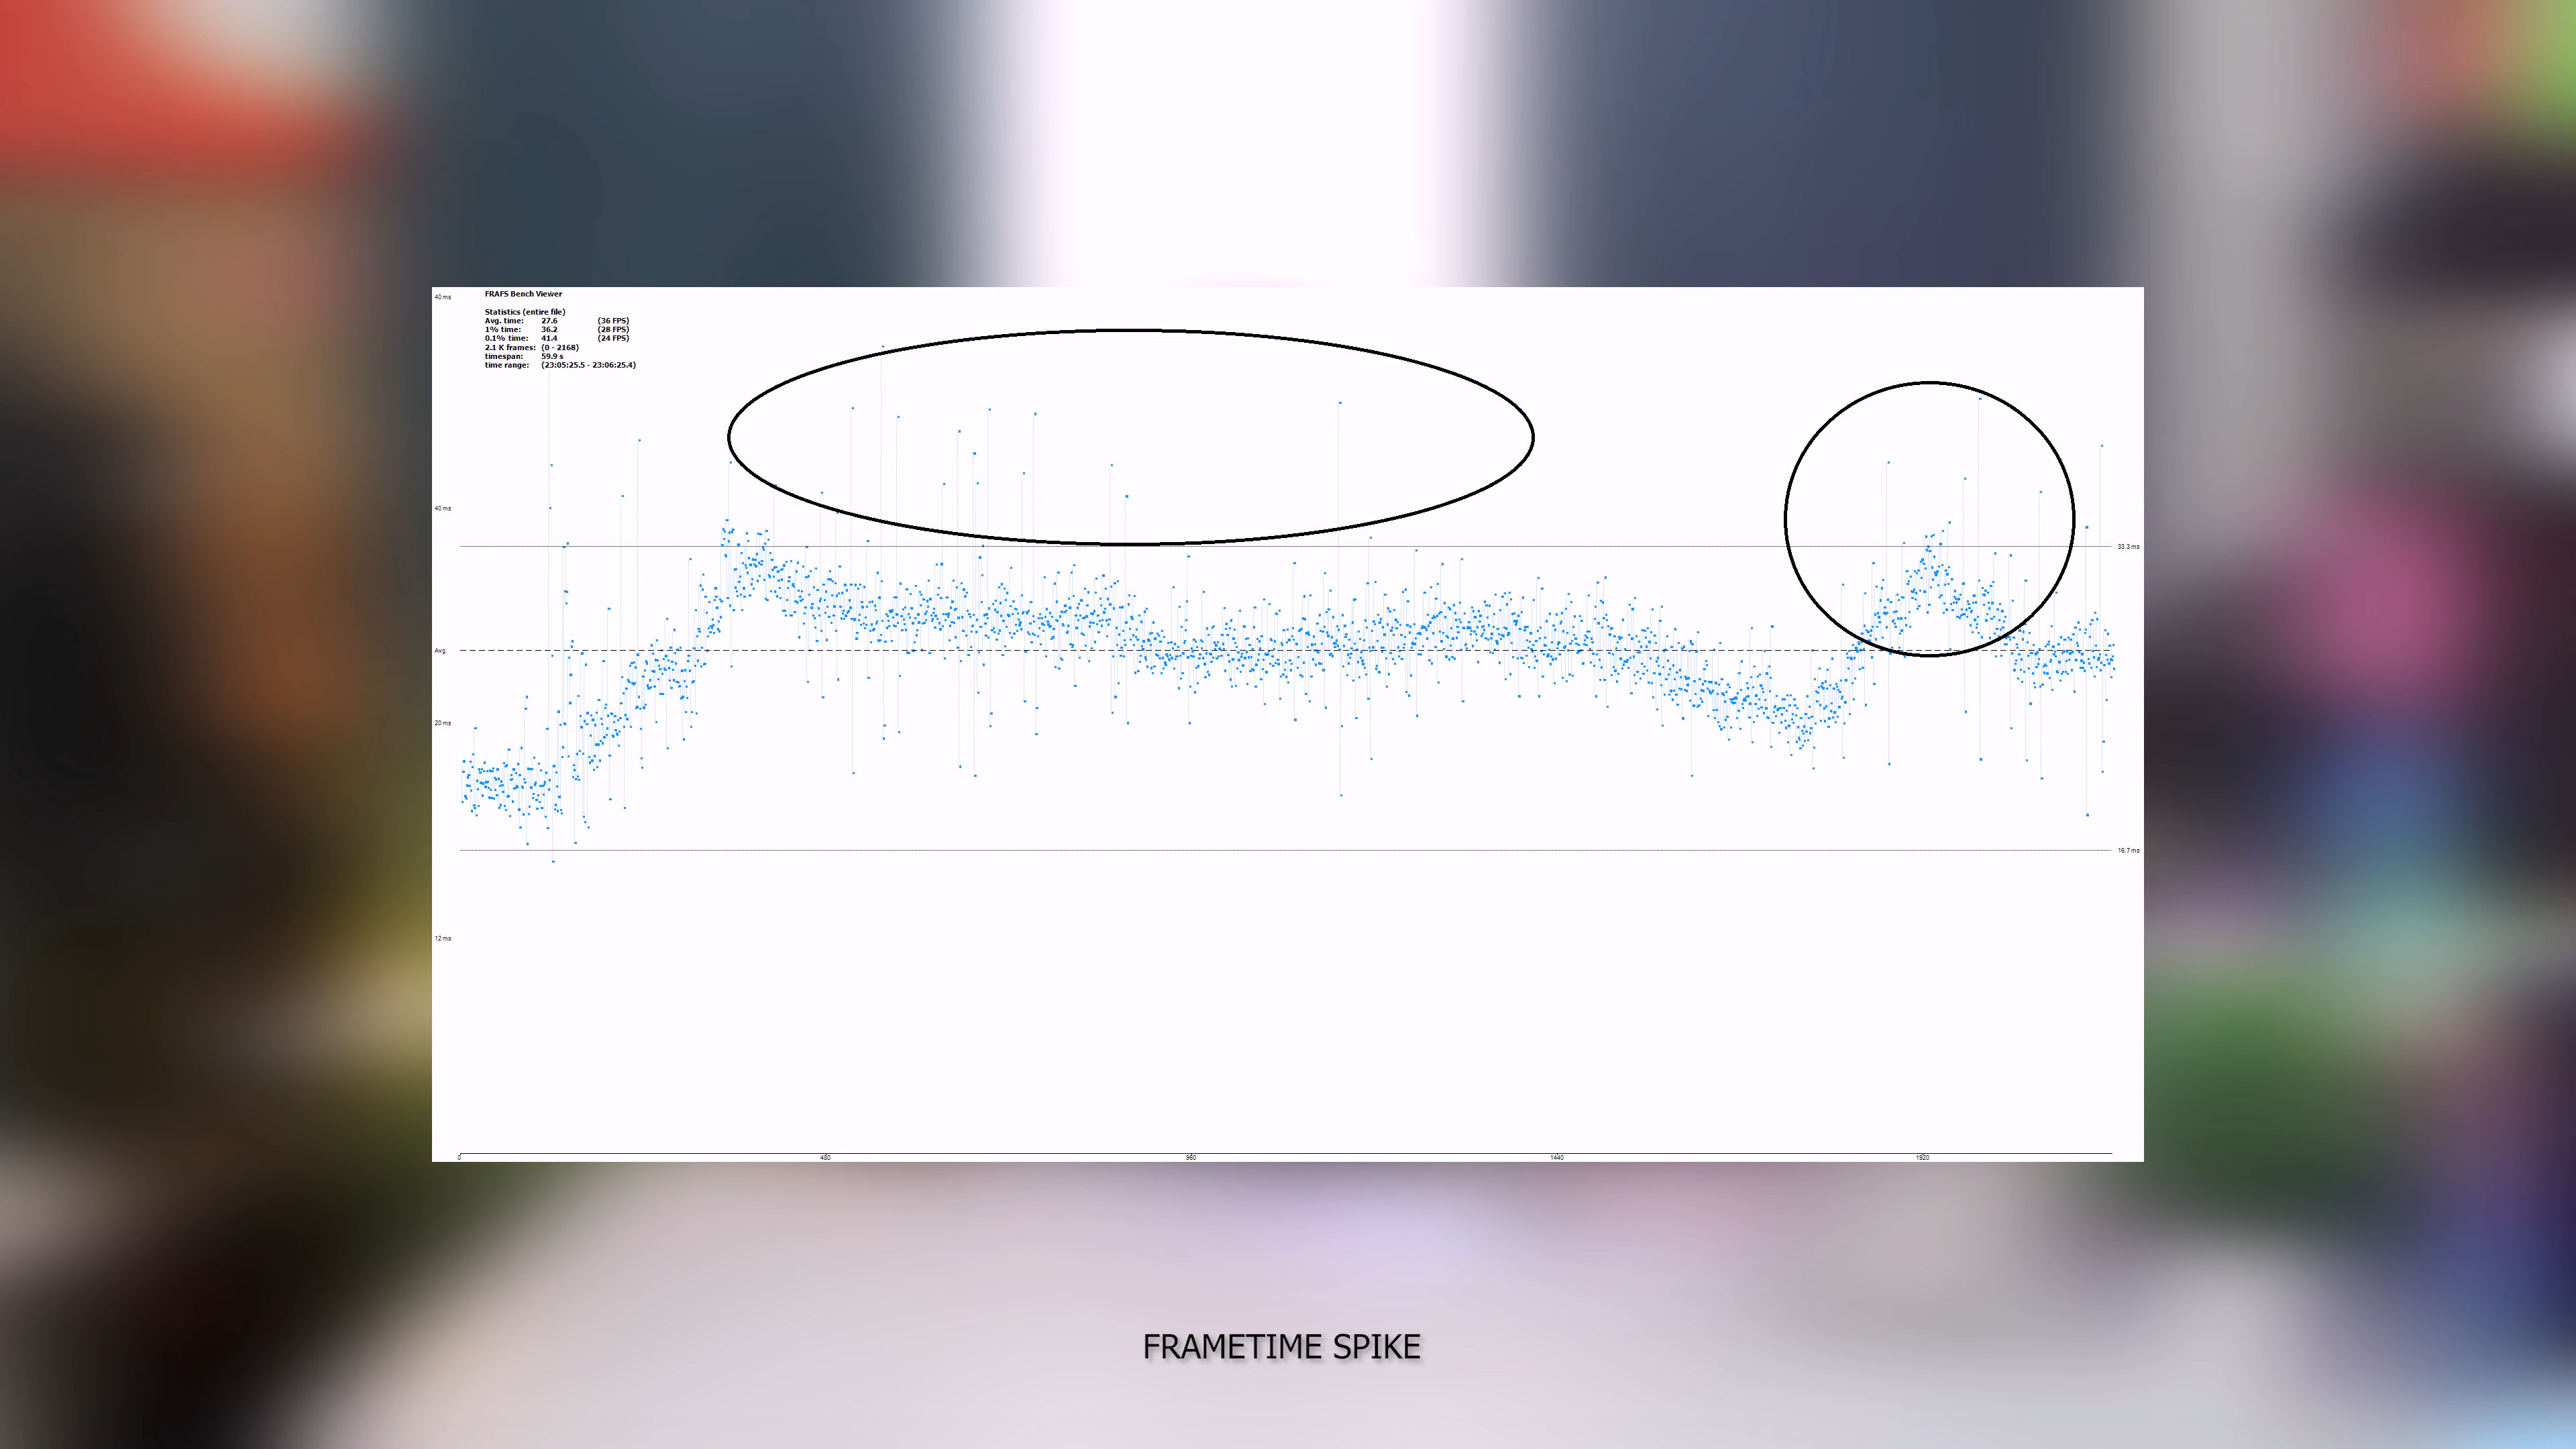 40 ms
FRAFS Bench Viewer
Statistics (entire file)
Avg. time: 27.6 (36 FPS)
1% time: 36.2 (28 FPS)
0.1% time: 41.4 (24 FPS)
2.1 K frames: (0 - 2168)
timespan: 59.9 s
time range: (23:05:25.5 - 23:06:25.4)
40 ms
33.3 ms
Avg.
20 ms
16.7 ms
12 ms
0 480 960 1440 1920
FRAMETIME SPIKE